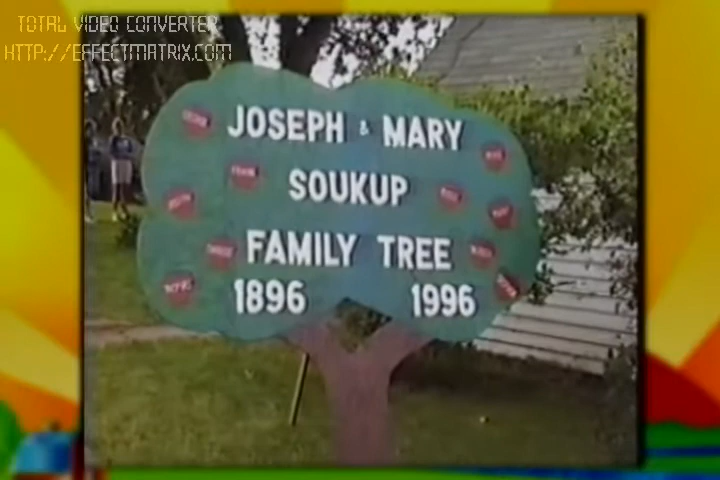 TOTAL VIDEO CONVERTER
HTTP://EFFECTMATRIX.COM
JOSEPH & MARY
SOUKUP
FAMILY TREE
1896 1996